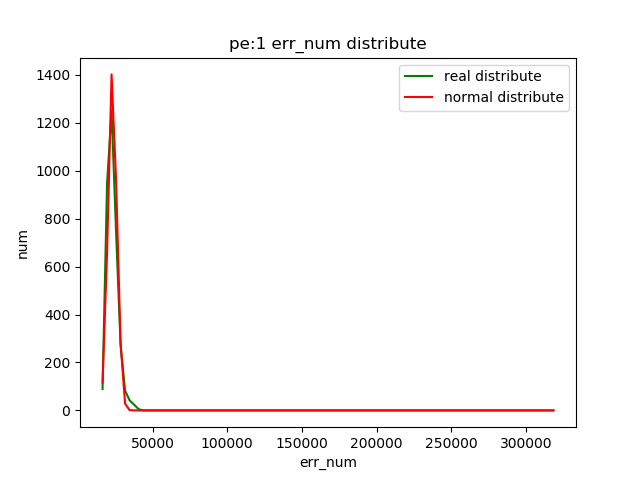 pe:1 err_num distribute
real distribute
normal distribute
1400
1200
1000
800
600
400
200
0
num
50000 100000 150000 200000 250000 300000
err_num